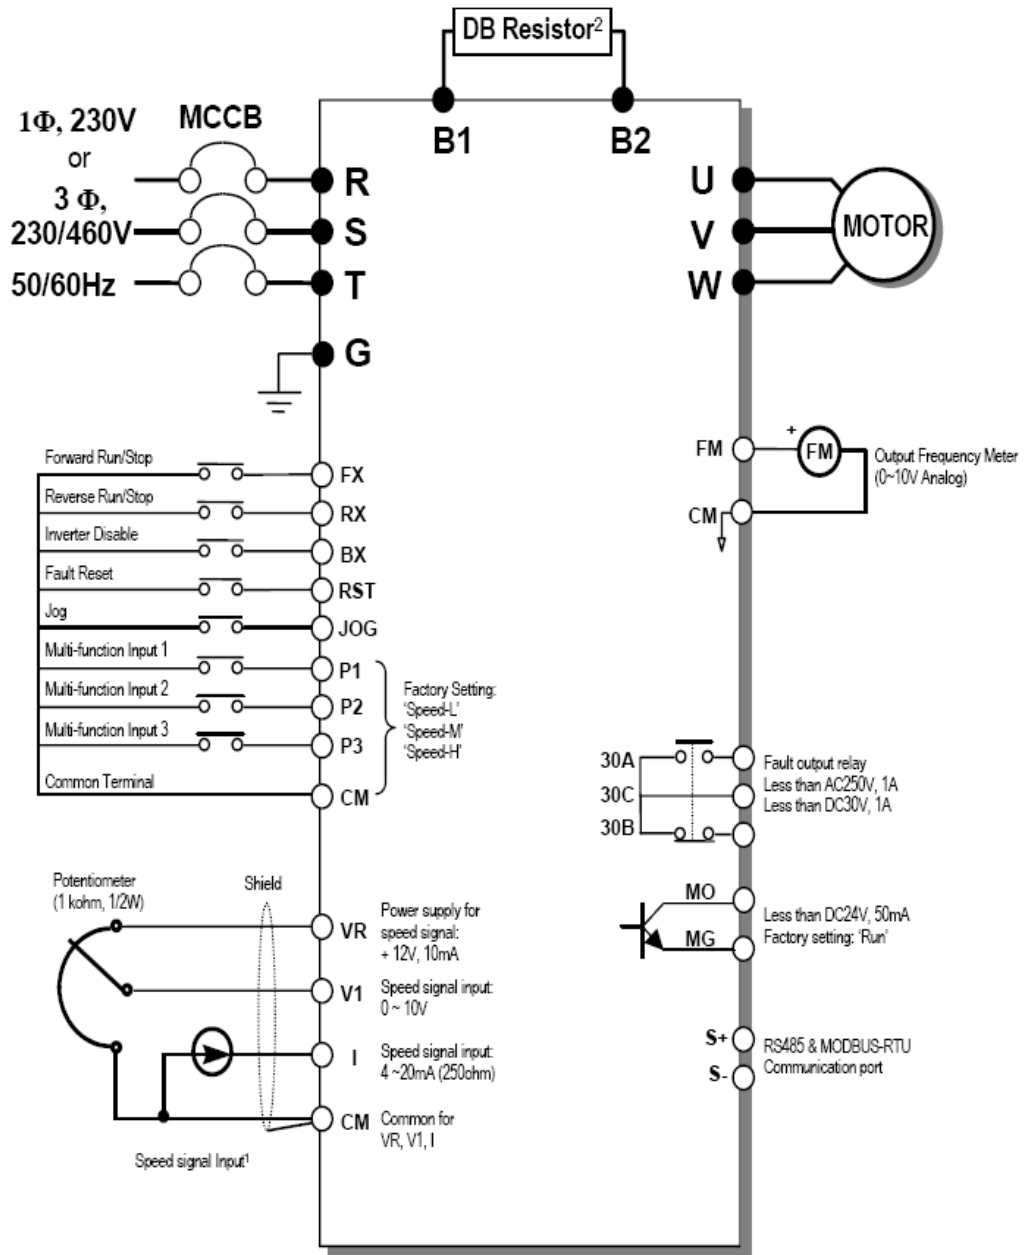 DB Resistor²
B1
B2
1Φ, 230V
or
3 Φ,
230/460V
50/60Hz
MCCB
R
S
T
G
U
V
W
MOTOR
Forward Run/Stop
FX
Reverse Run/Stop
RX
Inverter Disable
BX
Fault Reset
RST
Jog
JOG
Multi-function Input 1
P1
Multi-function Input 2
P2
Multi-function Input 3
P3
Common Terminal
CM
Factory Setting:
'Speed-L'
'Speed-M'
'Speed-H'
FM
+
FM
CM
Output Frequency Meter
(0~10V Analog)
30A
30C
30B
Fault output relay
Less than AC250V, 1A
Less than DC30V, 1A
MO
MG
Less than DC24V, 50mA
Factory setting: 'Run'
S+
S-
RS485 & MODBUS-RTU
Communication port
Potentiometer
(1 kohm, 1/2W)
Shield
VR
Power supply for
speed signal:
+ 12V, 10mA
V1
Speed signal input:
0 ~ 10V
I
Speed signal input:
4 ~20mA (250ohm)
CM
Common for
VR, V1, I
Speed signal Input¹